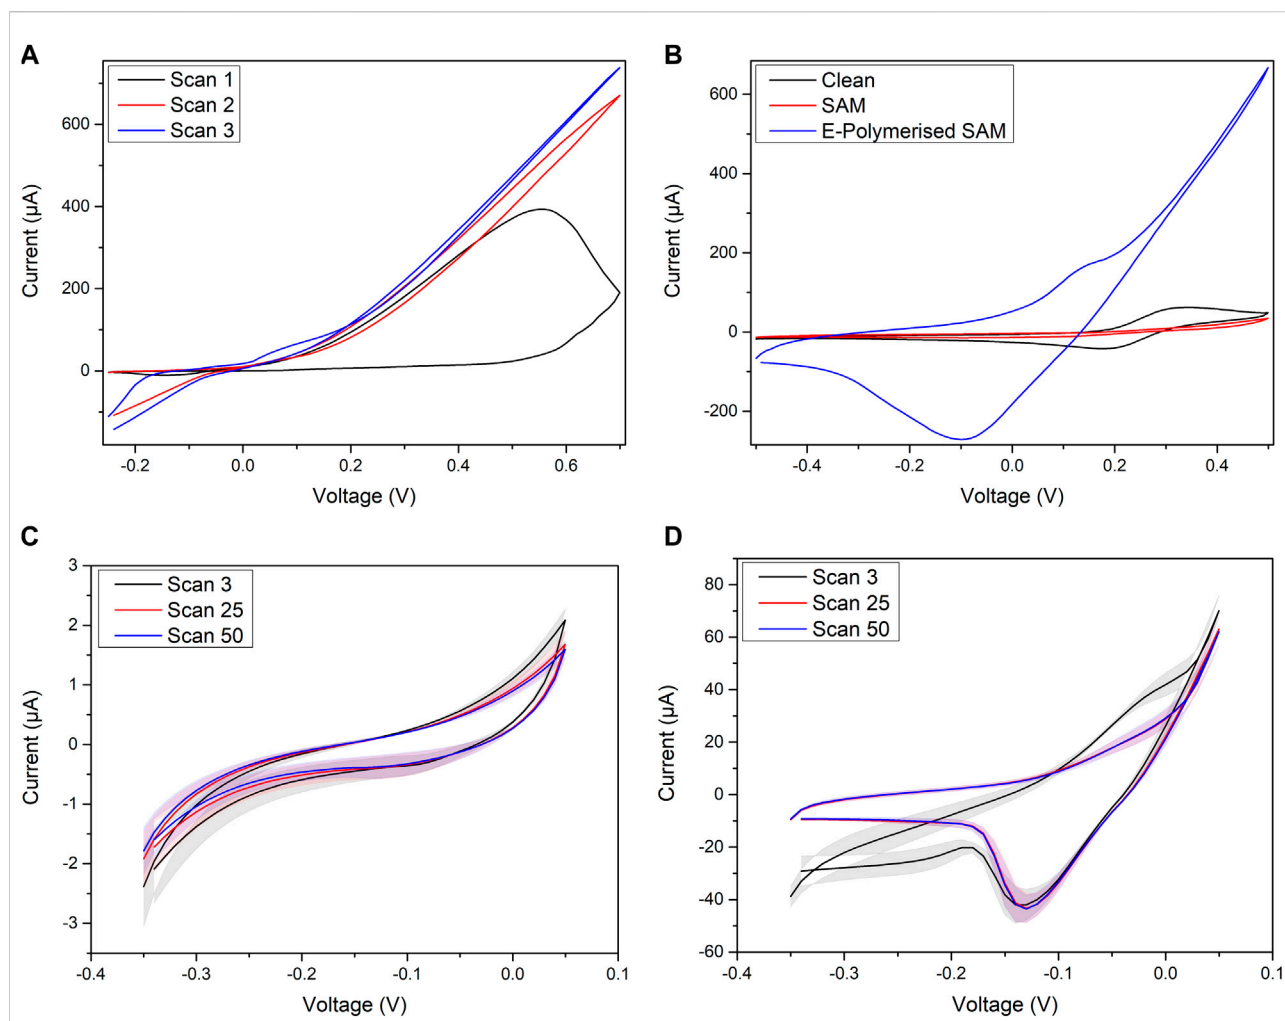 A
Scan 1
Scan 2
Scan 3
600
400
200
0
-0.2 0.0 0.2 0.4 0.6
Current (μA)
Voltage (V)
B
Clean
SAM
E-Polymerised SAM
600
400
200
0
-200
-0.4 -0.2 0.0 0.2 0.4
Current (μA)
Voltage (V)
C
Scan 3
Scan 25
Scan 50
3
2
1
0
-1
-2
-3
-0.4 -0.3 -0.2 -0.1 0.0 0.1
Current (μA)
Voltage (V)
D
Scan 3
Scan 25
Scan 50
80
60
40
20
0
-20
-40
-60
-0.4 -0.3 -0.2 -0.1 0.0 0.1
Current (μA)
Voltage (V)